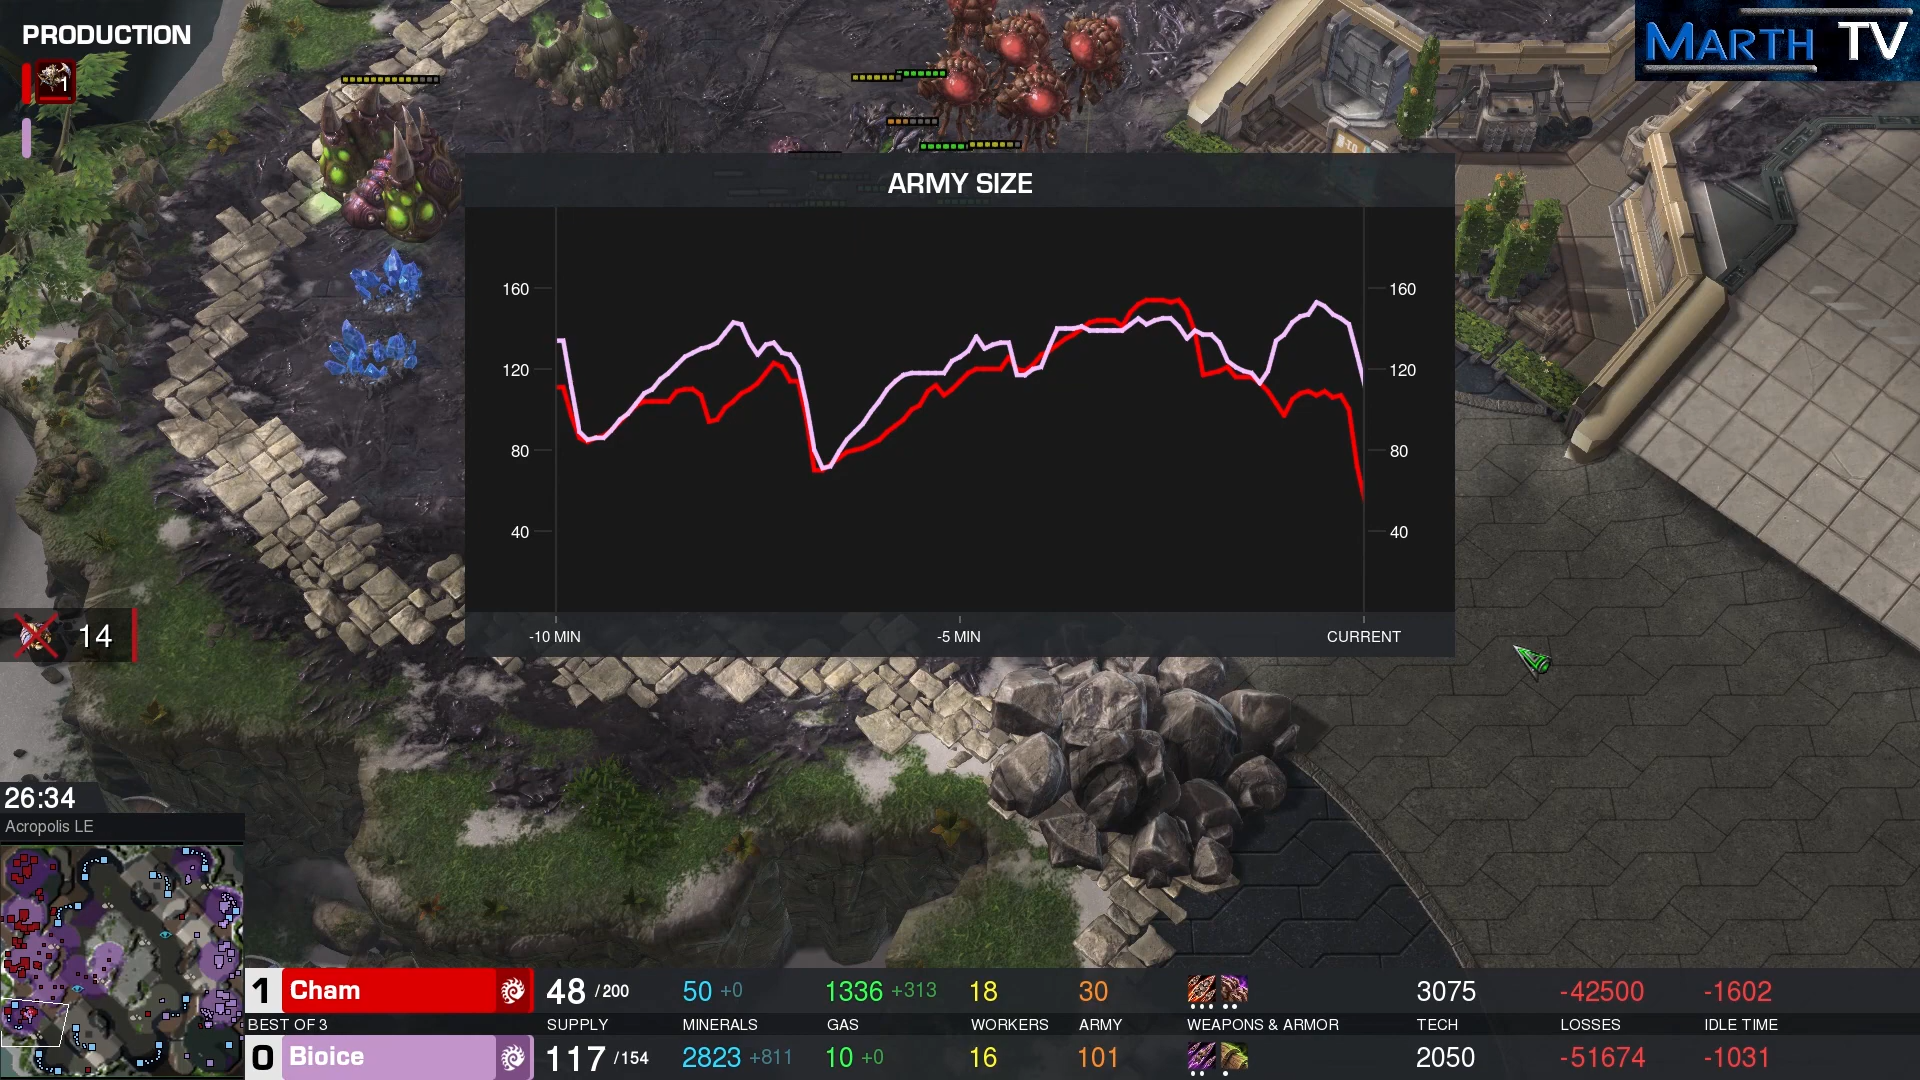 PRODUCTION
MARTH TV
1
ARMY SIZE
160 160
120 120
80 80
40 40
-10 MIN -5 MIN CURRENT
14
26:34
Acropolis LE
1 Cham 48 /200 50 +0 1336 +313 18 30 3075 -42500 -1602
BEST OF 3 SUPPLY MINERALS GAS WORKERS ARMY WEAPONS & ARMOR TECH LOSSES IDLE TIME
0 Bioice 117 /154 2823 +811 10 +0 16 101 2050 -51674 -1031